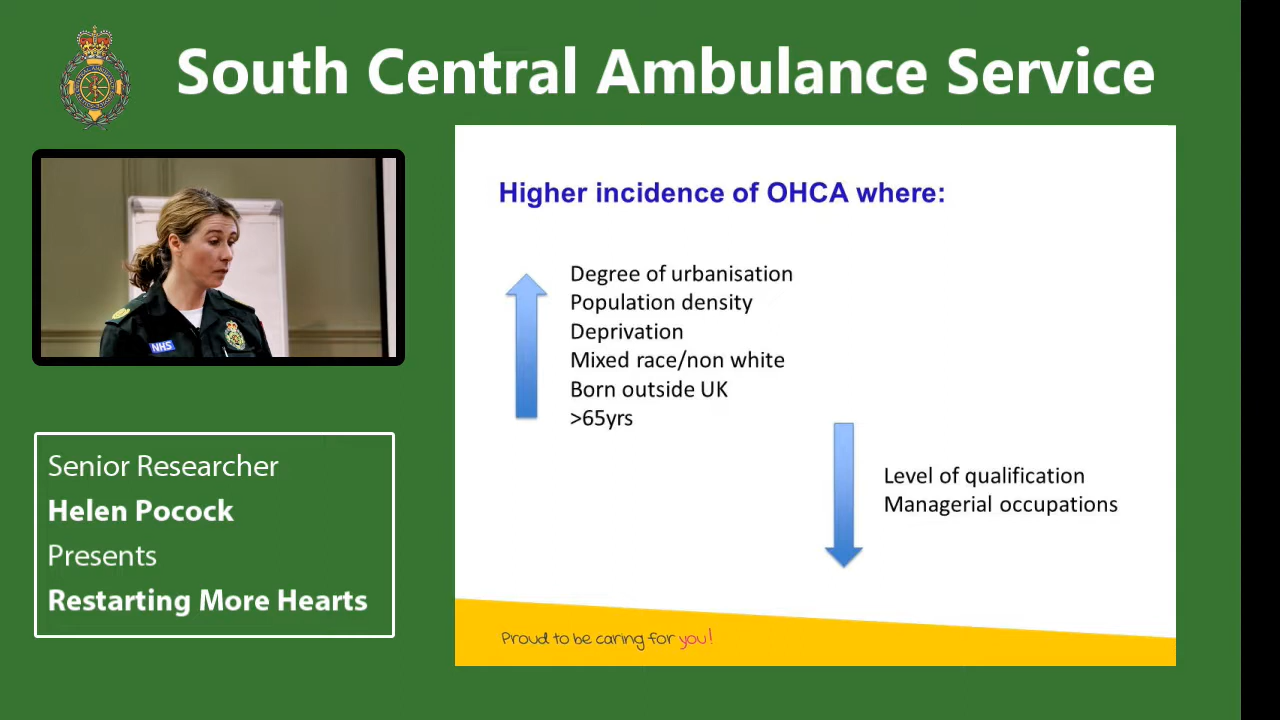 South Central Ambulance Service
NHS
Senior Researcher
Helen Pocock
Presents
Restarting More Hearts
Higher incidence of OHCA where:
Degree of urbanisation
Population density
Deprivation
Mixed race/non white
Born outside UK
>65yrs
Level of qualification
Managerial occupations
Proud to be caring for you!